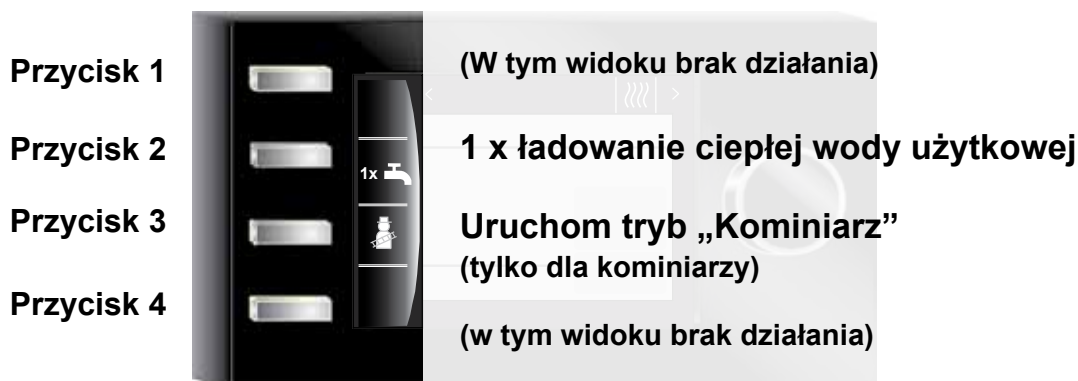 Przycisk 1
(W tym widoku brak działania)
Przycisk 2
1 x ładowanie ciepłej wody użytkowej
1x
Przycisk 3
Uruchom tryb „Kominiarz”
(tylko dla kominiarzy)
Przycisk 4
(w tym widoku brak działania)